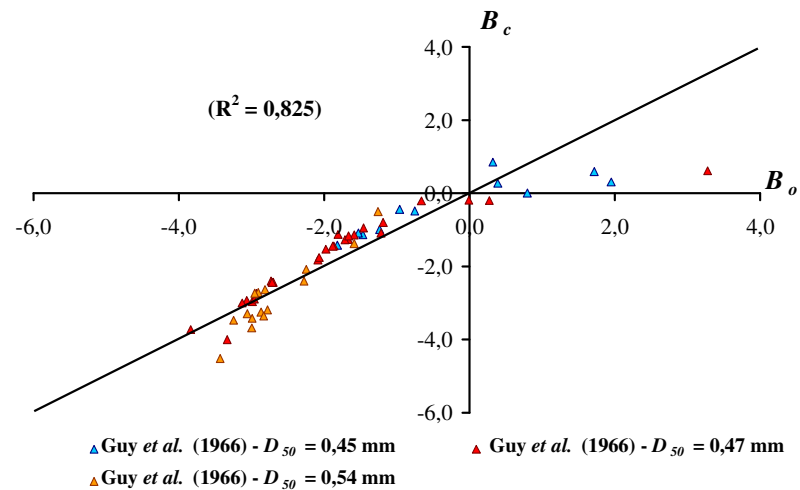 B c
4,0
(R2 = 0,825)
2,0
0,0
B o
-6,0 -4,0 -2,0 0,0 2,0 4,0
-2,0
-4,0
-6,0
Guy et al. (1966) - D 50 = 0,45 mm
Guy et al. (1966) - D 50 = 0,47 mm
Guy et al. (1966) - D 50 = 0,54 mm